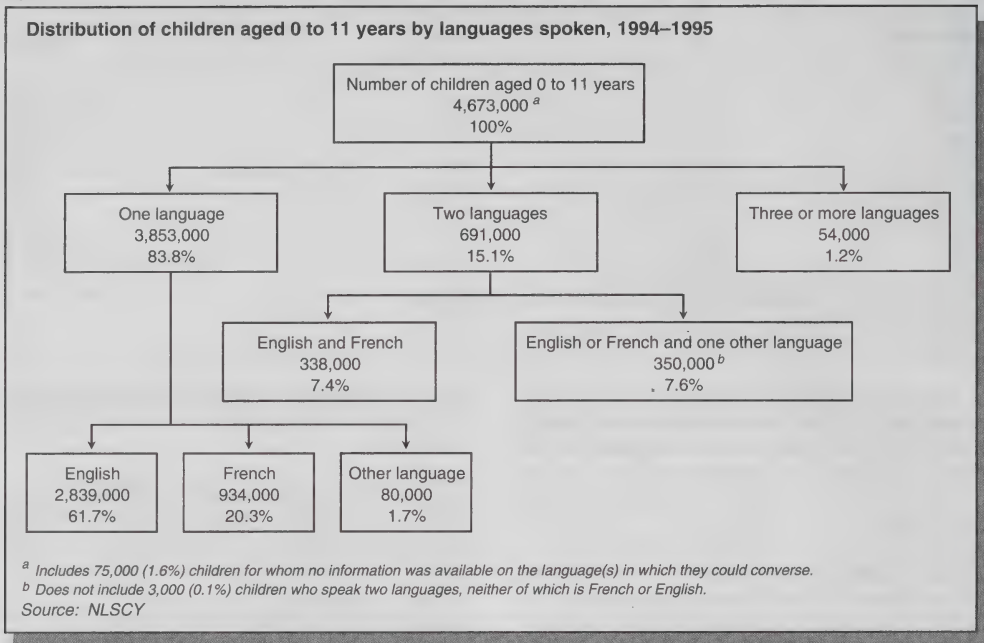 Distribution of children aged 0 to 11 years by languages spoken, 1994–1995
Number of children aged 0 to 11 years
4,673,000 a
100%
One language
3,853,000
83.8%
Two languages
691,000
15.1%
Three or more languages
54,000
1.2%
English and French
338,000
7.4%
English or French and one other language
350,000 b
7.6%
English
2,839,000
61.7%
French
934,000
20.3%
Other language
80,000
1.7%
a Includes 75,000 (1.6%) children for whom no information was available on the language(s) in which they could converse.
b Does not include 3,000 (0.1%) children who speak two languages, neither of which is French or English.
Source: NLSCY